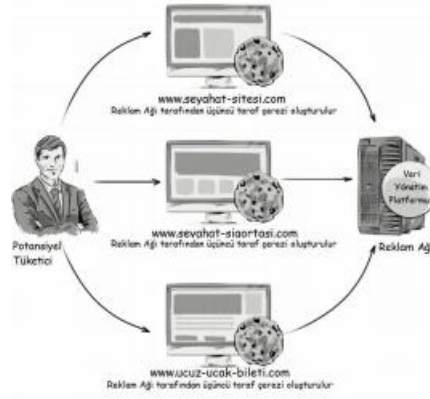 www.seyahat-sitesi.com
Reklam Ağı tarafından üçüncü taraf çerezi oluşturulur
Veri
Yönetim
Platformu
www.seyahat-sigortasi.com
Reklam Ağı tarafından üçüncü taraf çerezi oluşturulur
Potansiyel
Tüketici
Reklam Ağı
www.ucuz-ucak-bileti.com
Reklam Ağı tarafından üçüncü taraf çerezi oluşturulur